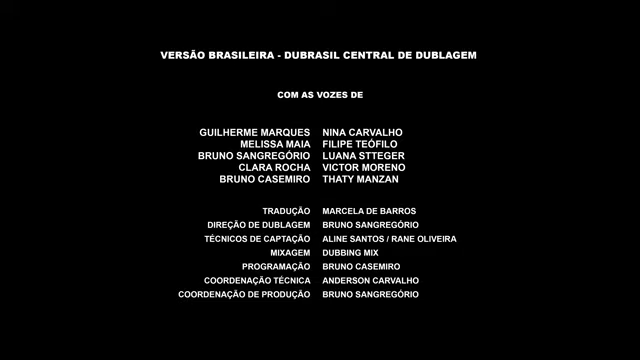 VERSÃO BRASILEIRA - DUBRASIL CENTRAL DE DUBLAGEM
COM AS VOZES DE
GUILHERME MARQUES NINA CARVALHO
MELISSA MAIA FILIPE TEÓFILO
BRUNO SANGREGÓRIO LUANA STTEGER
CLARA ROCHA VICTOR MORENO
BRUNO CASEMIRO THATY MANZAN
TRADUÇÃO MARCELA DE BARROS
DIREÇÃO DE DUBLAGEM BRUNO SANGREGÓRIO
TÉCNICOS DE CAPTAÇÃO ALINE SANTOS / RANE OLIVEIRA
MIXAGEM DUBBING MIX
PROGRAMAÇÃO BRUNO CASEMIRO
COORDENAÇÃO TÉCNICA ANDERSON CARVALHO
COORDENAÇÃO DE PRODUÇÃO BRUNO SANGREGÓRIO